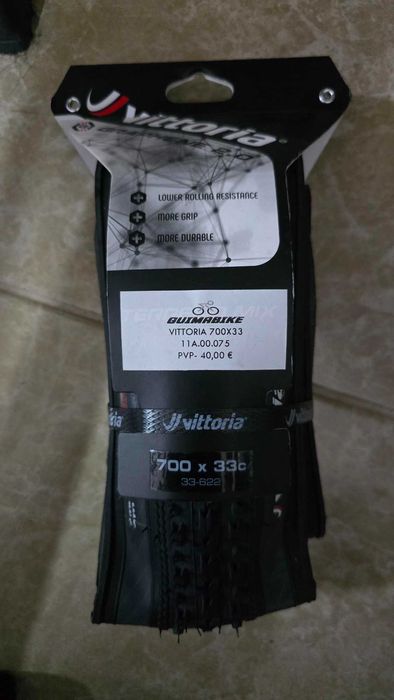 vittoria
LOWER ROLLING RESISTANCE
MORE GRIP
MORE DURABLE
GUIMABIKE
VITTORIA 700X33
11A.00.075
PVP- 40,00 €
MIX
vittoria
700 x 33c
33-622